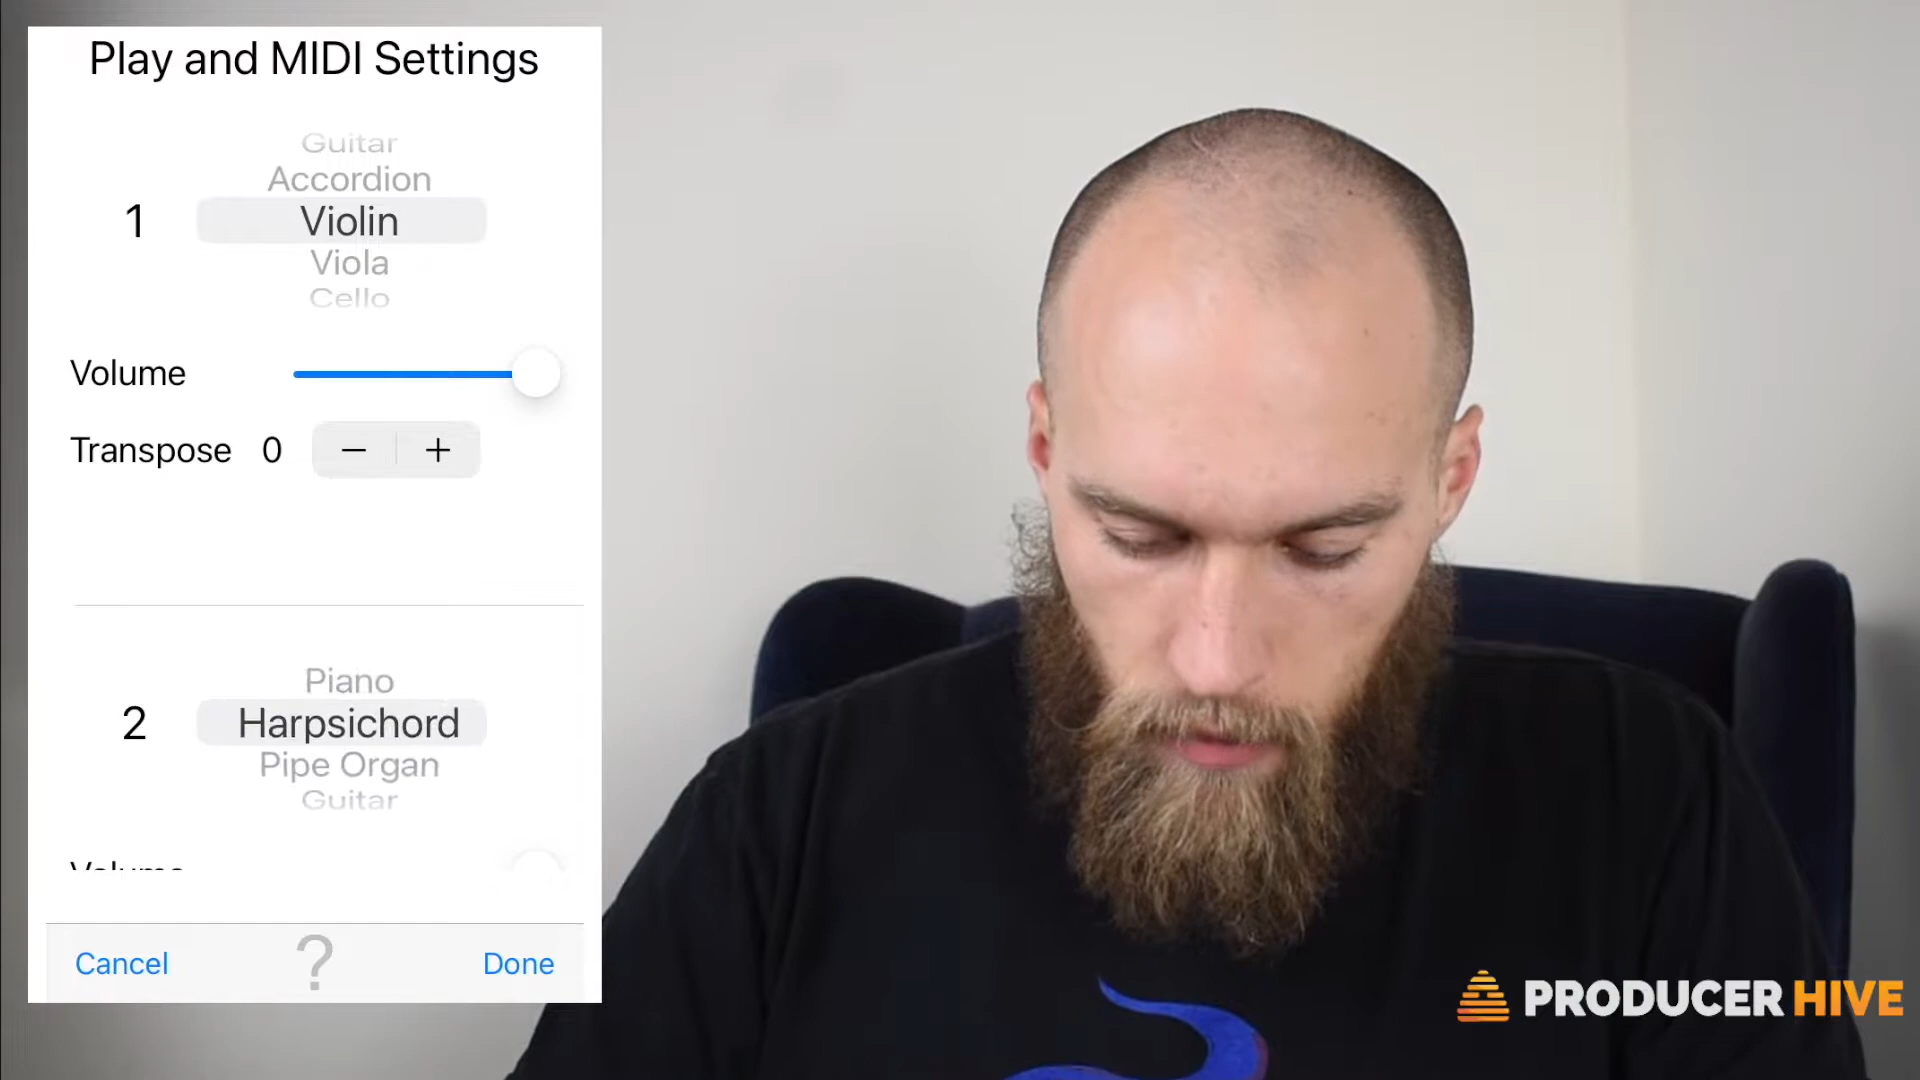 Play and MIDI Settings
Guitar
Accordion
1 Violin
Viola
Cello
Volume
Transpose 0 − +
Piano
2 Harpsichord
Pipe Organ
Guitar
Volume
Cancel ? Done
PRODUCER HIVE